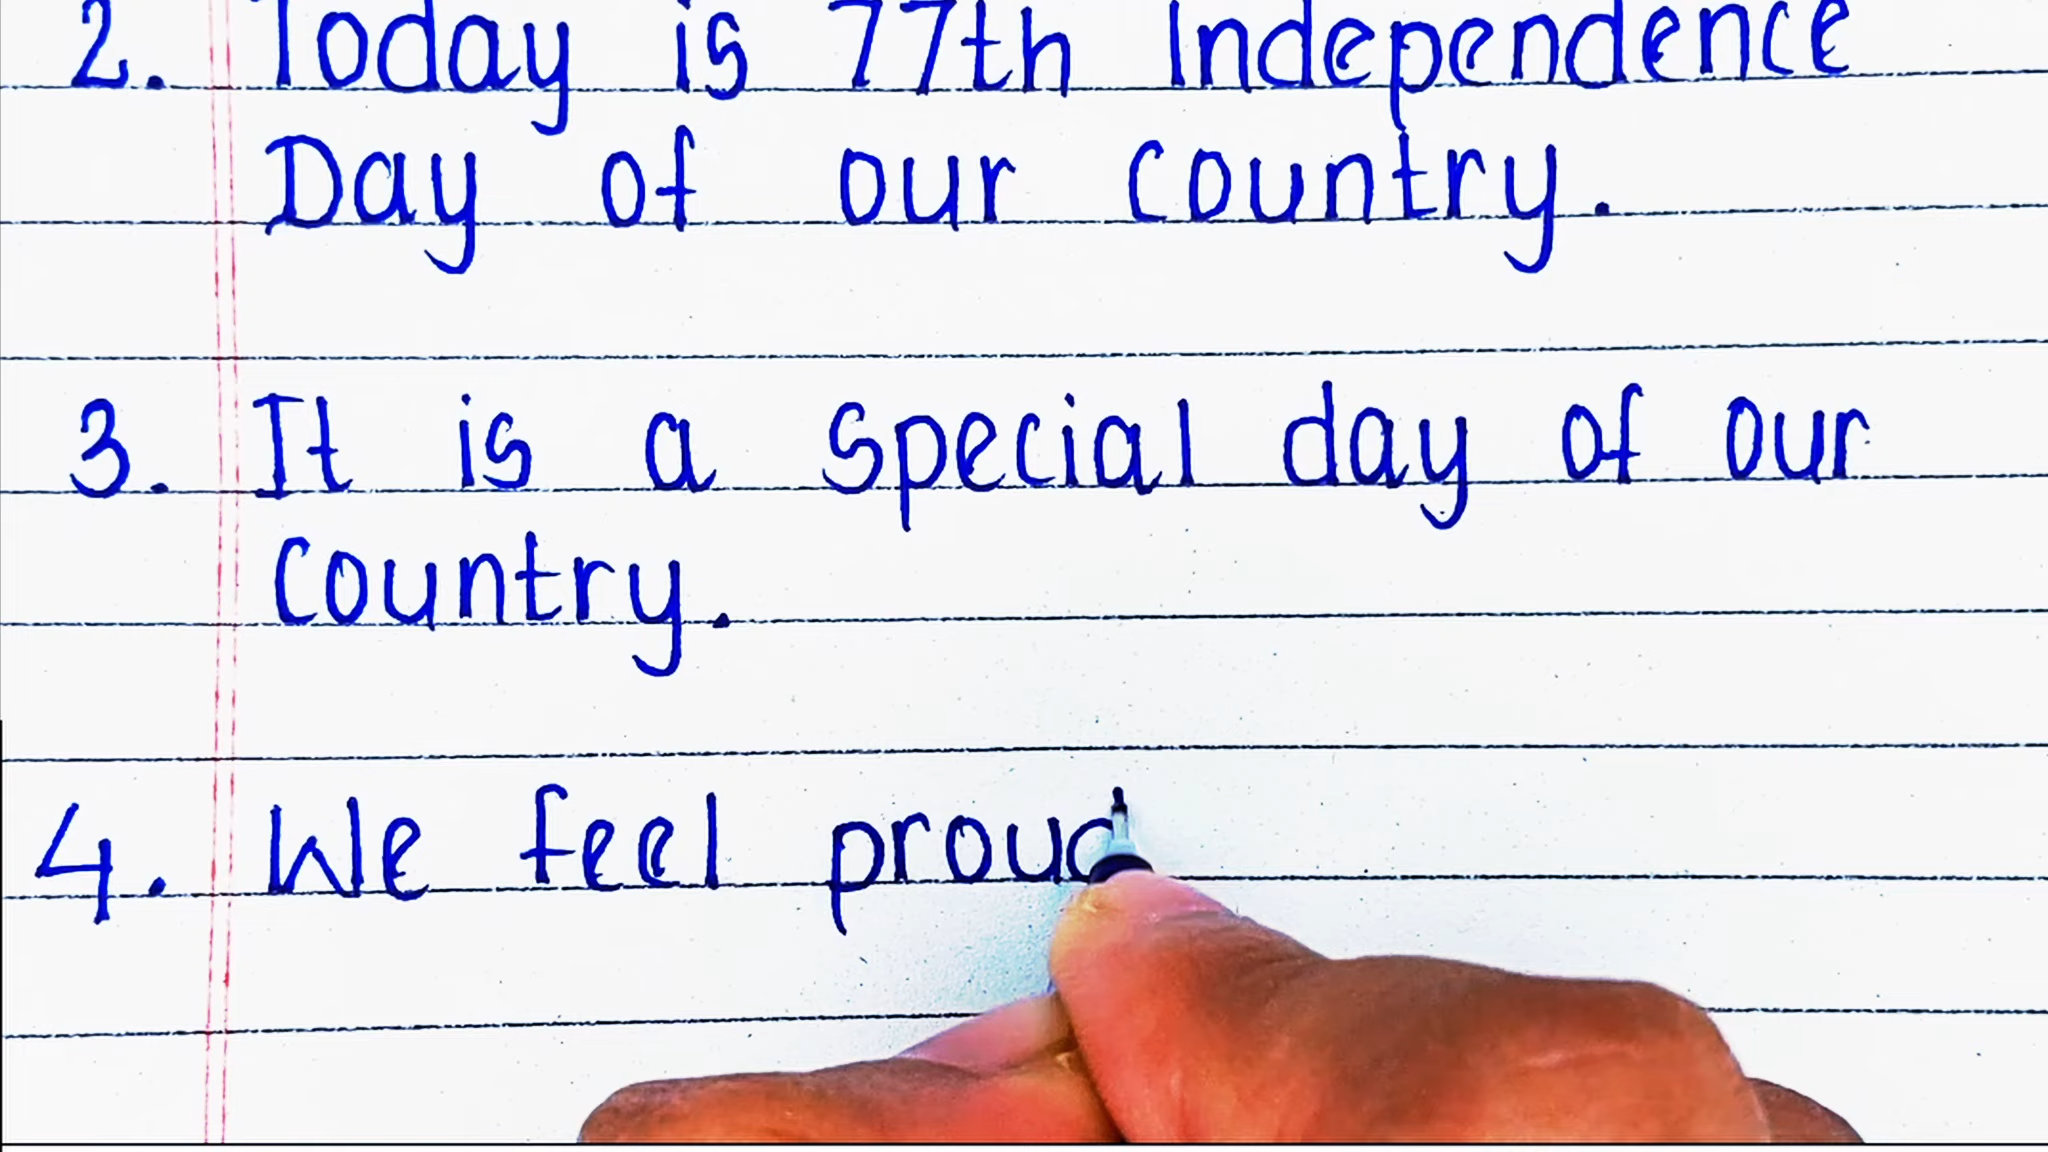 2. Today is 77th Independence
Day of our country.
3. It is a special day of our
country.
4. We feel proud